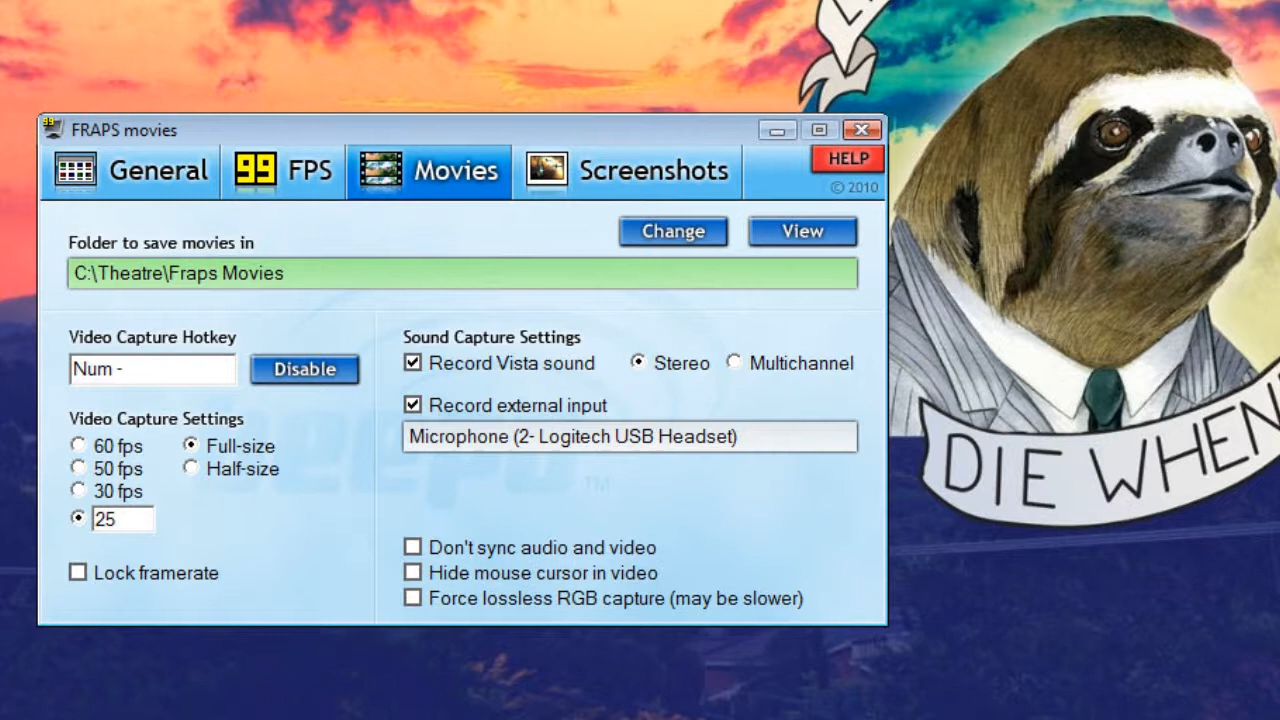 FRAPS movies
General
99 FPS
Movies
Screenshots
HELP
© 2010
Folder to save movies in
Change
View
C:\Theatre\Fraps Movies
Video Capture Hotkey
Num -
Disable
Video Capture Settings
60 fps
Full-size
50 fps
Half-size
30 fps
25
Lock framerate
Sound Capture Settings
Record Vista sound
Stereo
Multichannel
Record external input
Microphone (2- Logitech USB Headset)
Don't sync audio and video
Hide mouse cursor in video
Force lossless RGB capture (may be slower)
beepa
TM
DIE WHEN